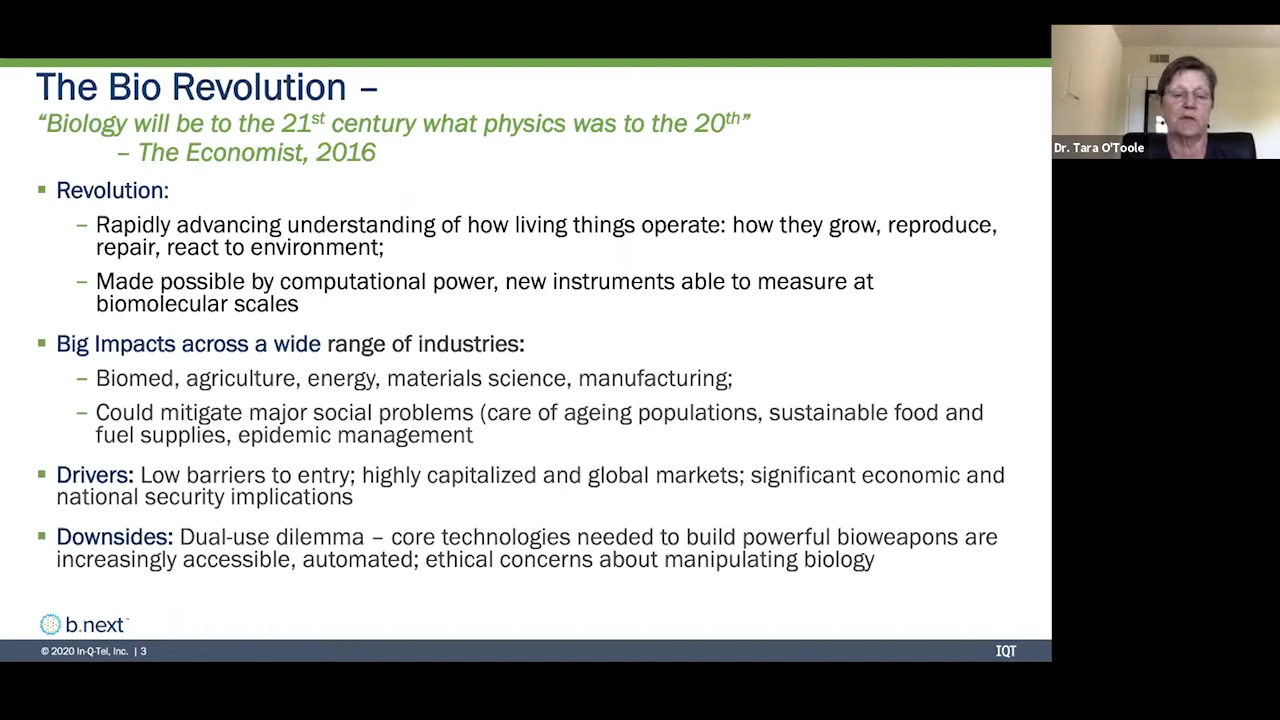 The Bio Revolution –
“Biology will be to the 21st century what physics was to the 20th”
– The Economist, 2016
Revolution:
– Rapidly advancing understanding of how living things operate: how they grow, reproduce,
repair, react to environment;
– Made possible by computational power, new instruments able to measure at
biomolecular scales
Big Impacts across a wide range of industries:
– Biomed, agriculture, energy, materials science, manufacturing;
– Could mitigate major social problems (care of ageing populations, sustainable food and
fuel supplies, epidemic management
Drivers: Low barriers to entry; highly capitalized and global markets; significant economic and
national security implications
Downsides: Dual-use dilemma – core technologies needed to build powerful bioweapons are
increasingly accessible, automated; ethical concerns about manipulating biology
b.next™
© 2020 In-Q-Tel, Inc. | 3
IQT
Dr. Tara O'Toole